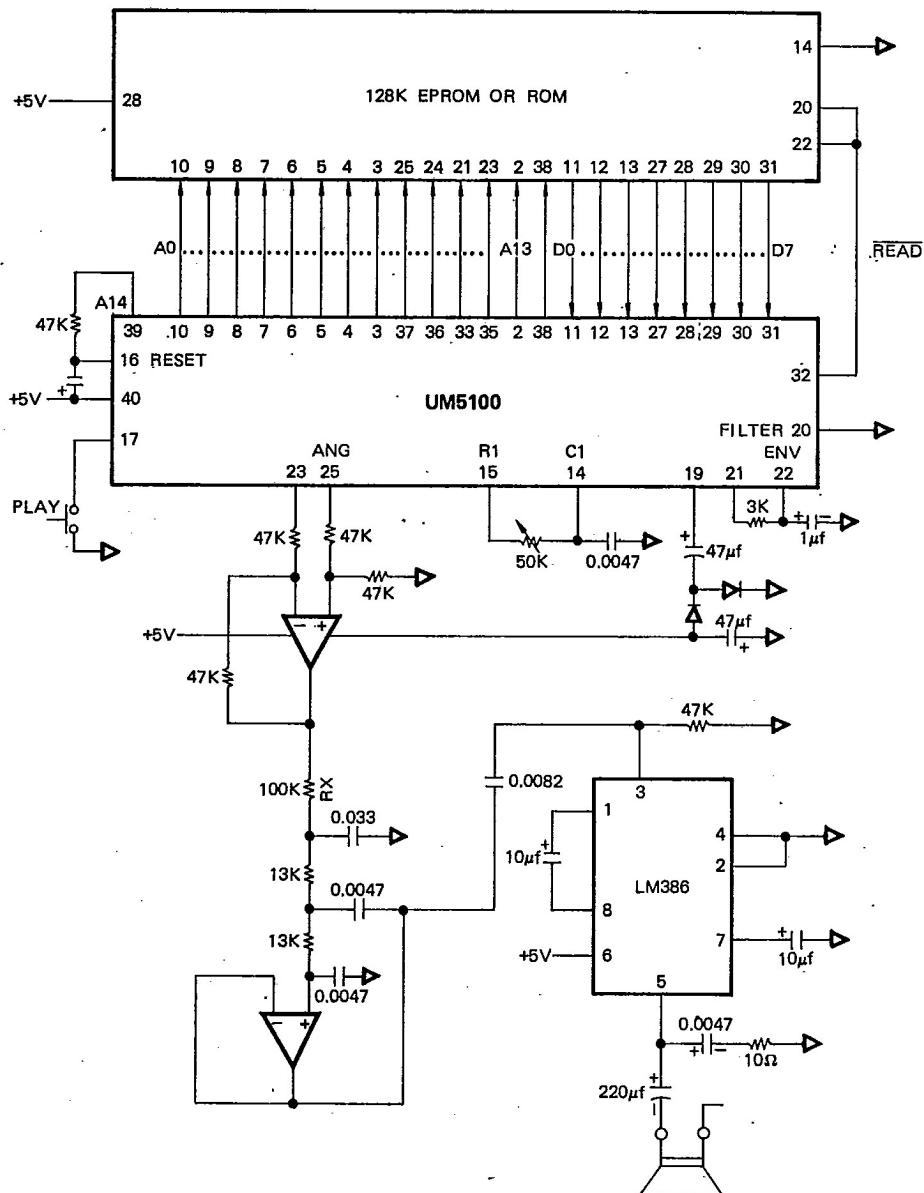 14
+5V
28
128K EPROM OR ROM
20
22
10 9 8 7 6 5 4 3 25 24 21 23 2 38 11 12 13 27 28 29 30 31
A0 A13 D0 D7
READ
A14
47K
39 10 9 8 7 6 5 4 3 37 36 33 35 2 38 11 12 13 27 28 29 30 31
16 RESET
32
+
+5V
40
UM5100
17
FILTER 20
ANG
R1
C1
ENV
23 25 15 14 19 21 22
PLAY
3K
+ -
1µf
47K
47K
50K
0.0047
+
47µf
47K
+5V
- +
47µf
+
47K
47K
100K
RX
0.0082
3
0.033
1
+
10µf
4
2
13K
0.0047
LM386
8
13K
7
+
10µf
+5V
6
0.0047
5
- +
0.0047
+ -
10Ω
220µf
+
-